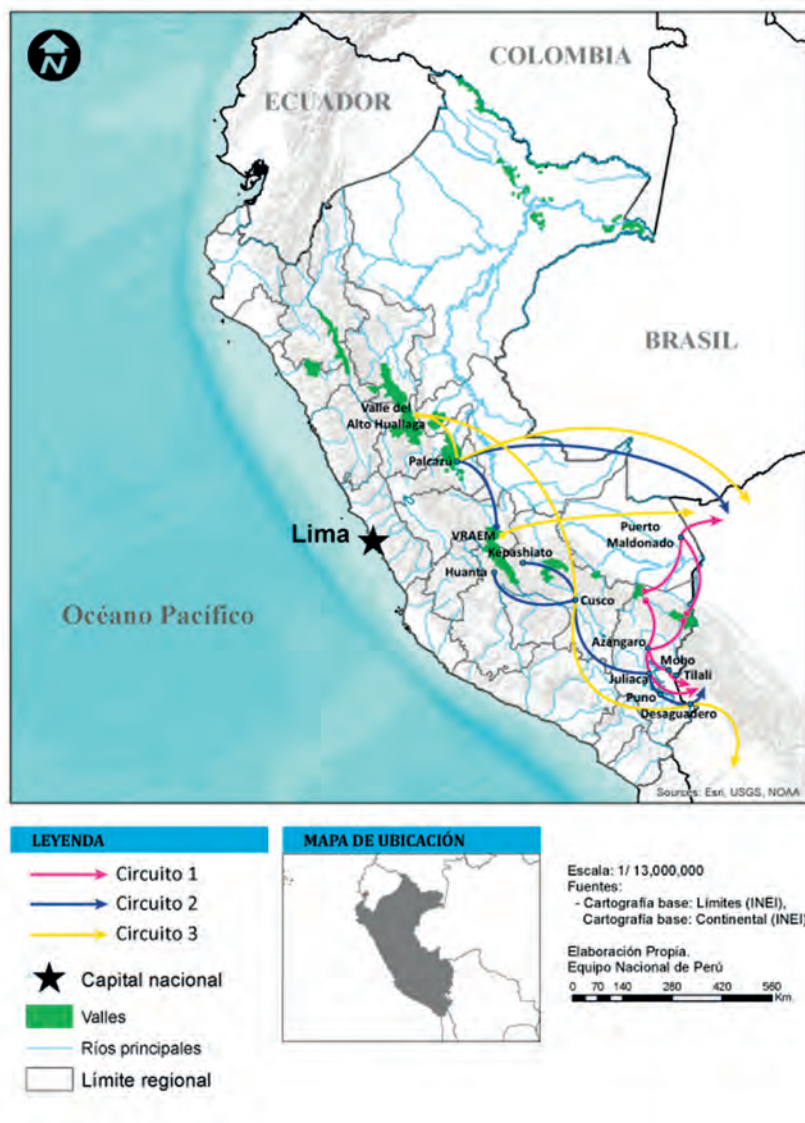 N
COLOMBIA
ECUADOR
BRASIL
Valle del
Alto Huallaga
Palcazú
Lima
VRAEM
Kepashiato
Huanta
Puerto
Maldonado
Cusco
Océano Pacífico
Azángaro
Moho
Tilali
Juliaca
Puno
Desaguadero
Sources: Esri, USGS, NOAA
LEYENDA
Circuito 1
Circuito 2
Circuito 3
Capital nacional
Valles
Ríos principales
Límite regional
MAPA DE UBICACIÓN
Escala: 1/ 13,000,000
Fuentes:
- Cartografía base: Límites (INEI),
Cartografía base: Continental (INEI)
Elaboración Propia.
Equipo Nacional de Perú
0 70 140 280 420 560
Km.